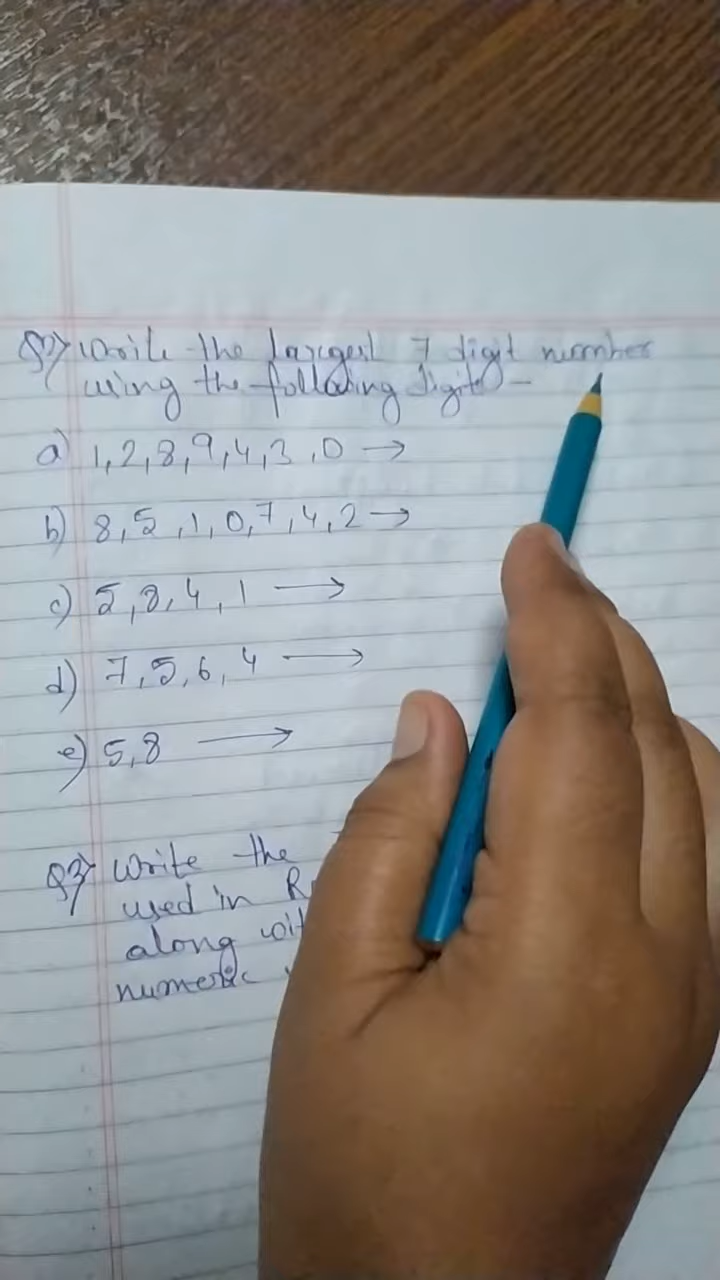 Q2) Write the largest 7 digit number
using the following digits -
a) 1,2,8,9,4,3,0 →
b) 8,5,1,0,7,4,2 →
c) 5,8,4,1 →
d) 7,5,6,4 →
e) 5,8 →
Q3) Write the
used in
along
numeric